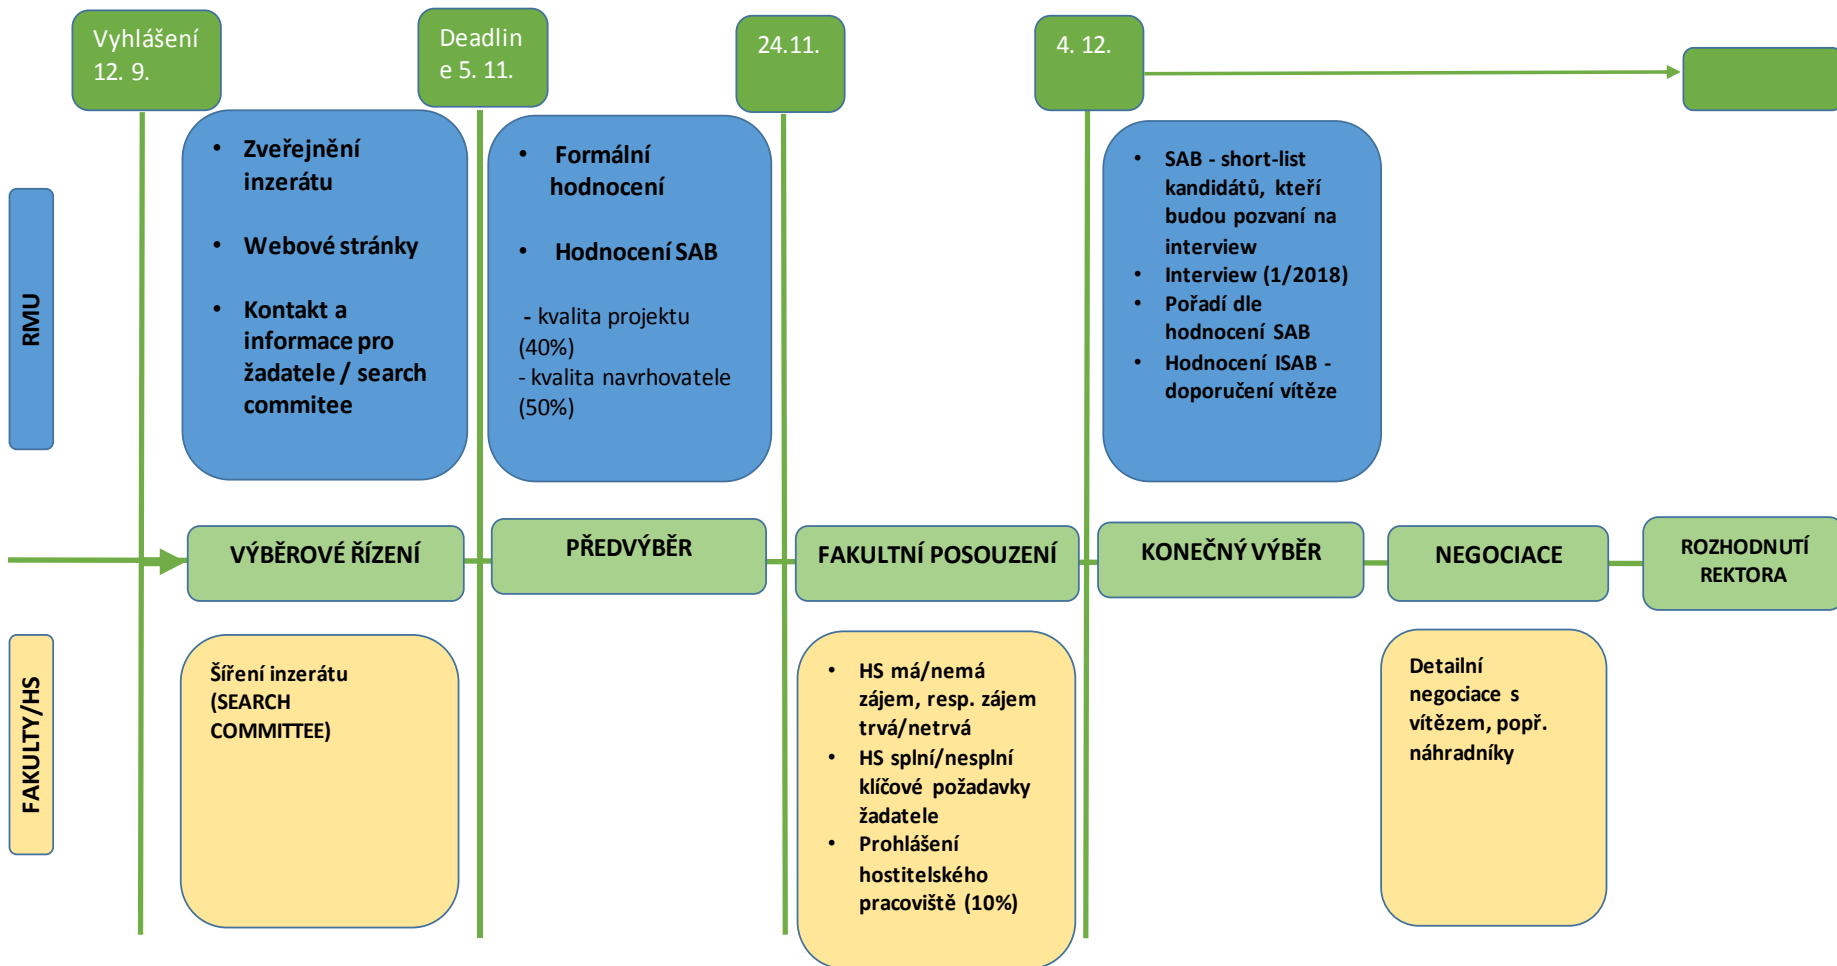 Vyhlášení
12. 9.
Deadlin
e 5. 11.
24.11.
4. 12.
RMU
• Zveřejnění
inzerátu
• Webové stránky
• Kontakt a
informace pro
žadatele / search
commitee
• Formální
hodnocení
• Hodnocení SAB
- kvalita projektu
(40%)
- kvalita navrhovatele
(50%)
• SAB - short-list
kandidátů, kteří
budou pozvaní na
interview
• Interview (1/2018)
• Pořadí dle
hodnocení SAB
• Hodnocení ISAB -
doporučení vítěze
VÝBĚROVÉ ŘÍZENÍ
PŘEDVÝBĚR
FAKULTNÍ POSOUZENÍ
KONEČNÝ VÝBĚR
NEGOCIACE
ROZHODNUTÍ
REKTORA
FAKULTY/HS
Šíření inzerátu
(SEARCH
COMMITTEE)
• HS má/nemá
zájem, resp. zájem
trvá/netrvá
• HS splní/nesplní
klíčové požadavky
žadatele
• Prohlášení
hostitelského
pracoviště (10%)
Detailní
negociace s
vítězem, popř.
náhradníky